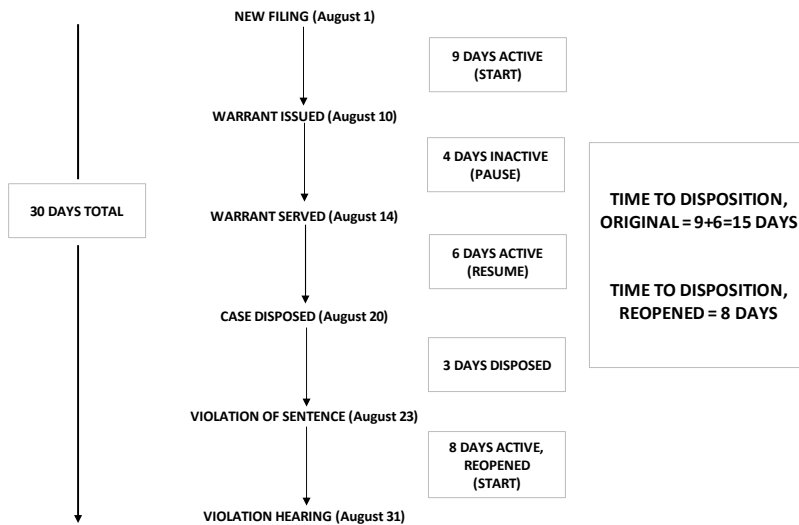 NEW FILING (August 1)
9 DAYS ACTIVE
(START)
WARRANT ISSUED (August 10)
4 DAYS INACTIVE
(PAUSE)
30 DAYS TOTAL
WARRANT SERVED (August 14)
6 DAYS ACTIVE
(RESUME)
CASE DISPOSED (August 20)
3 DAYS DISPOSED
VIOLATION OF SENTENCE (August 23)
8 DAYS ACTIVE,
REOPENED
(START)
VIOLATION HEARING (August 31)
TIME TO DISPOSITION,
ORIGINAL = 9+6=15 DAYS
TIME TO DISPOSITION,
REOPENED = 8 DAYS